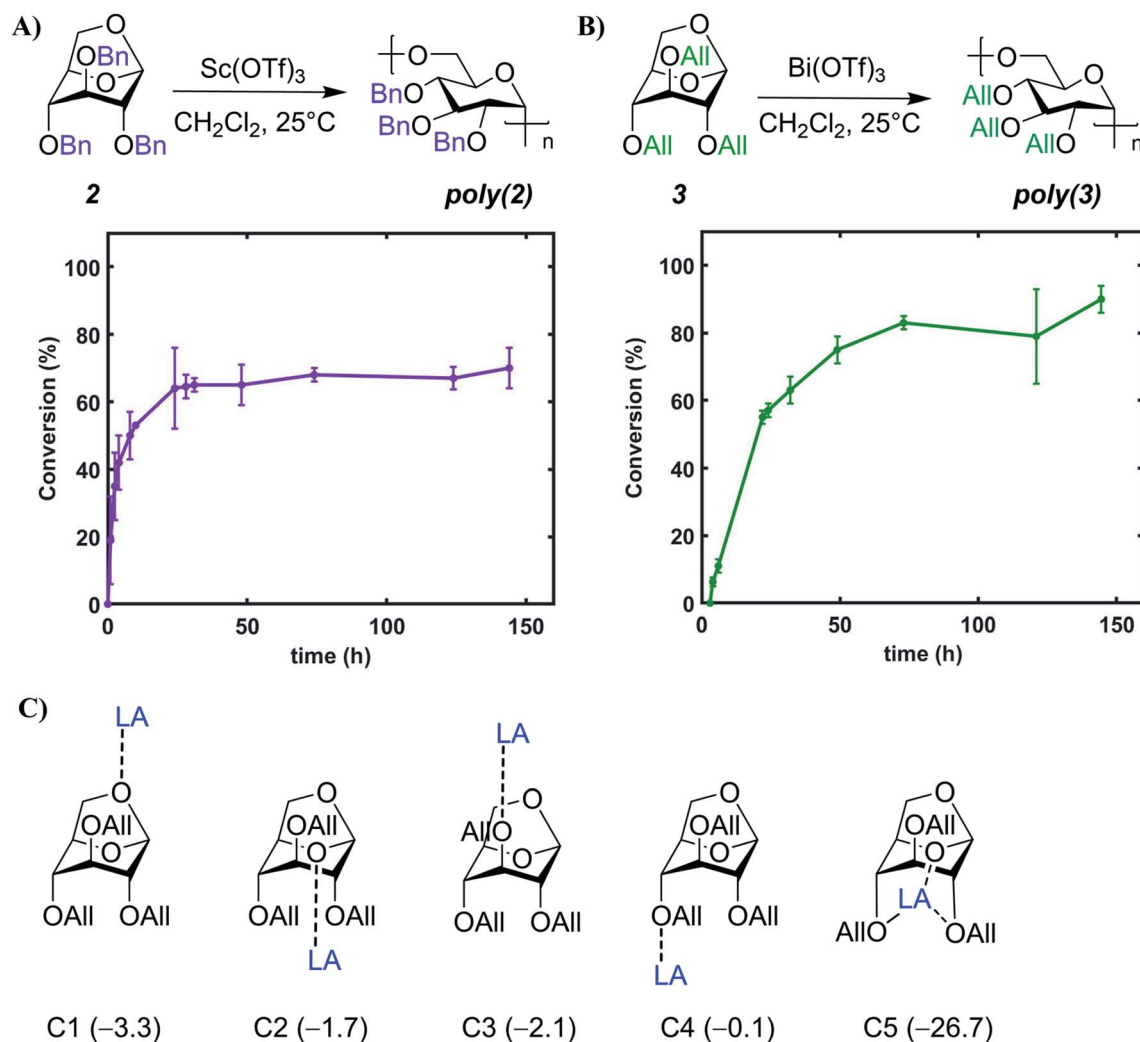 A)
O
OBn
O
OBn OBn
2
Sc(OTf)3
CH2Cl2, 25°C
O
O
BnO
BnO
BnO
n
poly(2)
B)
O
OAll
O
OAll OAll
3
Bi(OTf)3
CH2Cl2, 25°C
O
O
AllO
AllO
AllO
n
poly(3)
Conversion (%)
100
80
60
40
20
0
0 50 100 150
time (h)
Conversion (%)
100
80
60
40
20
0
0 50 100 150
time (h)
C)
LA
O
OAll
O
OAll OAll
C1 (−3.3)
O
OAll
O
OAll OAll
LA
C2 (−1.7)
LA
O
AllO
O
OAll OAll
C3 (−2.1)
O
OAll
O
OAll OAll
LA
C4 (−0.1)
O
OAll
O
LA
AllO OAll
C5 (−26.7)